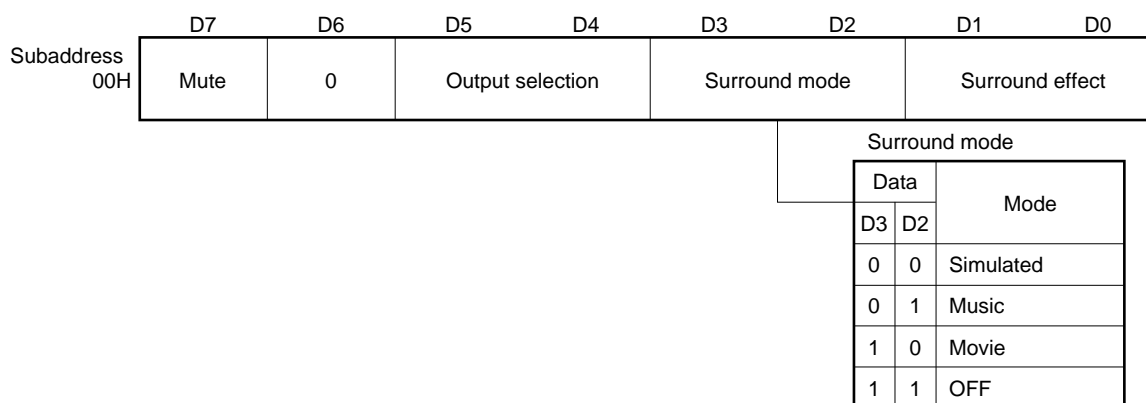 D7 D6 D5 D4 D3 D2 D1 D0
Subaddress
00H Mute 0 Output selection Surround mode Surround effect
Surround mode
Data Mode
D3 D2
0 0 Simulated
0 1 Music
1 0 Movie
1 1 OFF